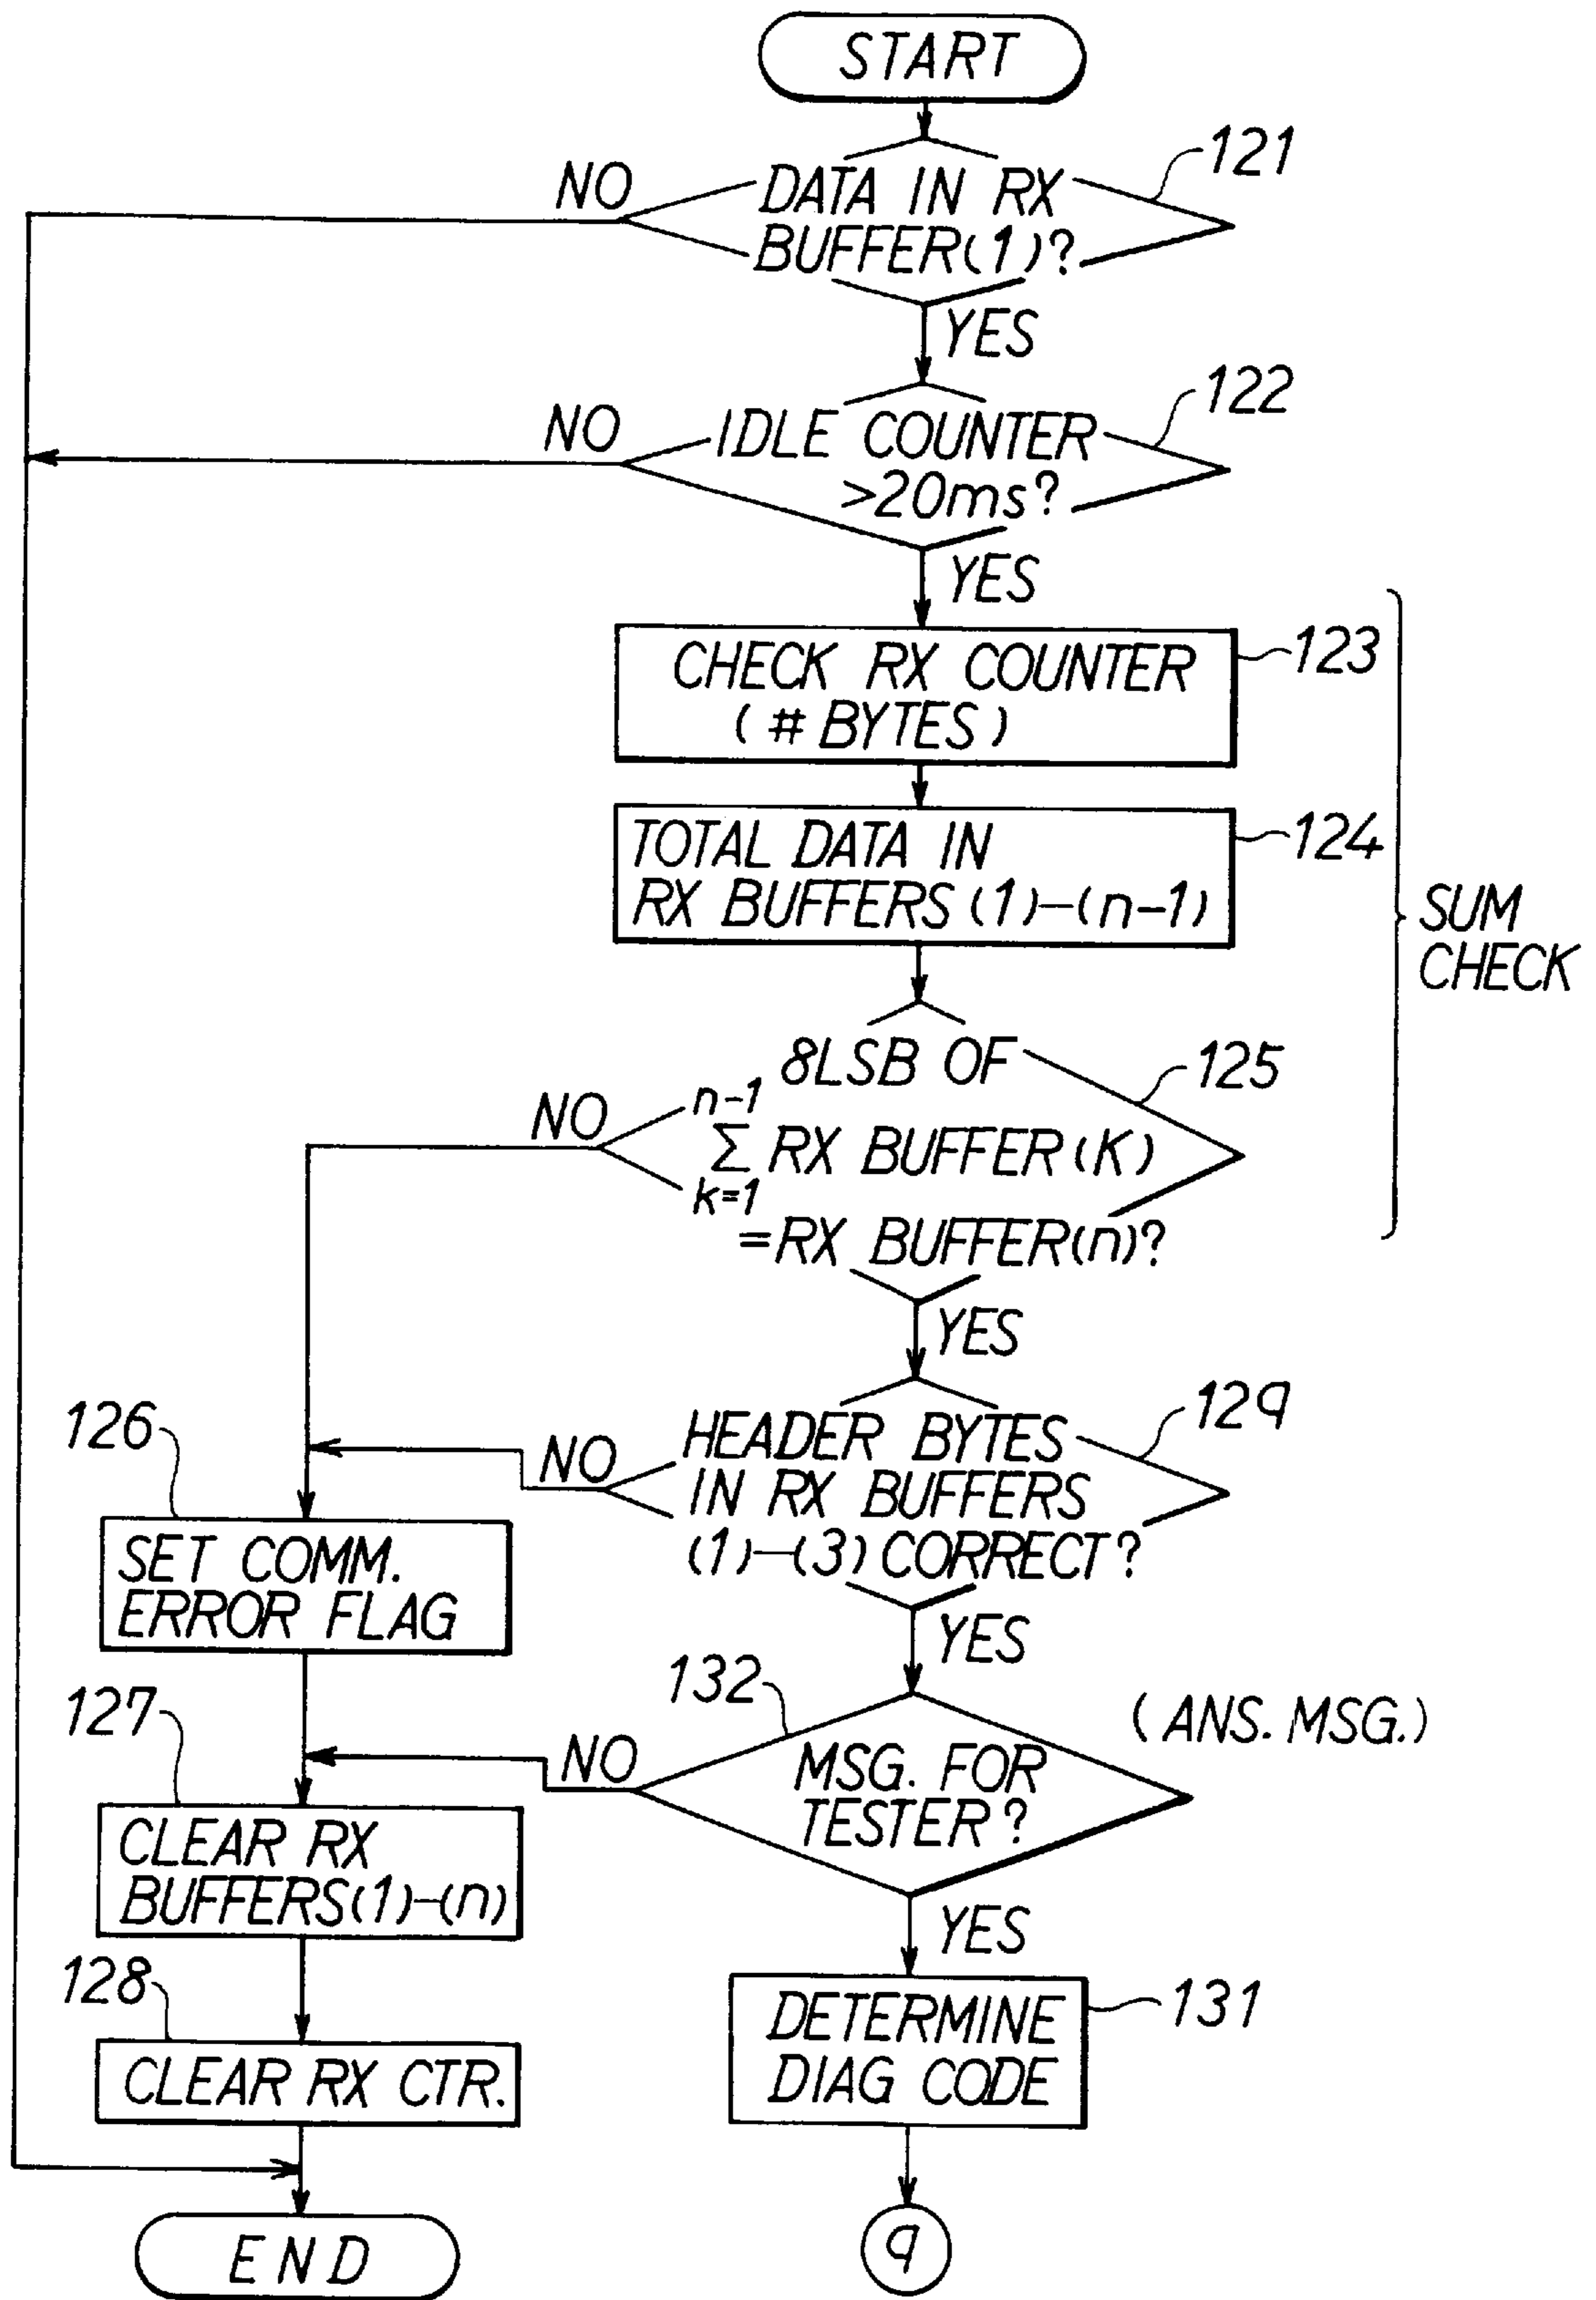 START
121
NO
DATA IN RX
BUFFER(1)?
YES
122
NO
IDLE COUNTER
>20ms?
YES
CHECK RX COUNTER
(# BYTES)
123
TOTAL DATA IN
RX BUFFERS (1)-(n-1)
124
SUM
CHECK
8LSB OF
125
NO
n-1
Σ RX BUFFER(K)
k=1
=RX BUFFER(n)?
YES
126
129
NO
HEADER BYTES
IN RX BUFFERS
(1)-(3) CORRECT?
SET COMM.
ERROR FLAG
YES
132
(ANS. MSG.)
127
NO
MSG. FOR
TESTER?
CLEAR RX
BUFFERS(1)-(n)
YES
128
CLEAR RX CTR.
DETERMINE
DIAG CODE
131
END
9